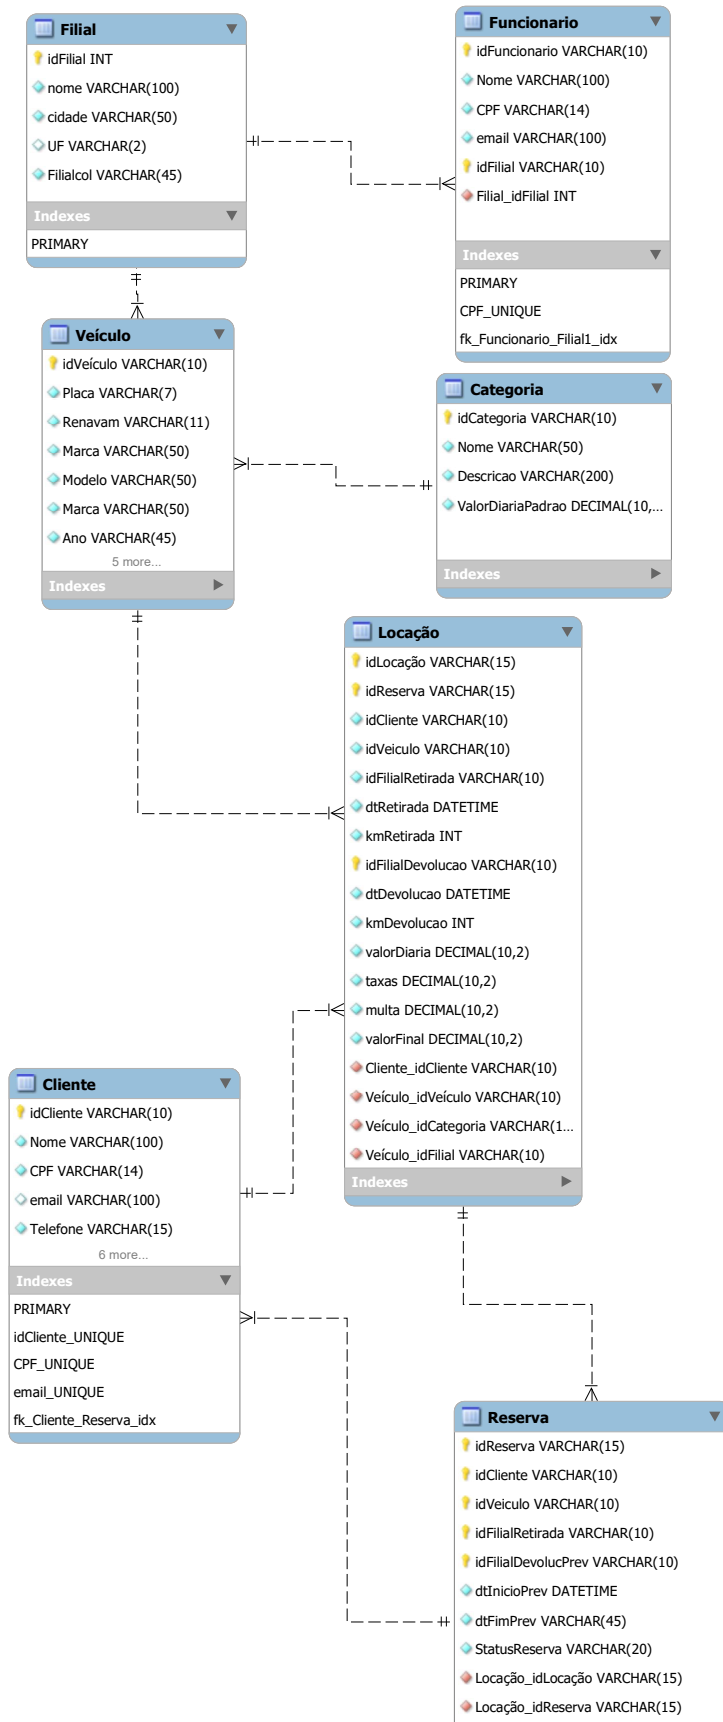 Filial
idFilial INT
nome VARCHAR(100)
cidade VARCHAR(50)
UF VARCHAR(2)
Filialcol VARCHAR(45)
Indexes
PRIMARY
Funcionario
idFuncionario VARCHAR(10)
Nome VARCHAR(100)
CPF VARCHAR(14)
email VARCHAR(100)
idFilial VARCHAR(10)
Filial_idFilial INT
Indexes
PRIMARY
CPF_UNIQUE
fk_Funcionario_Filial1_idx
Veículo
idVeículo VARCHAR(10)
Placa VARCHAR(7)
Renavam VARCHAR(11)
Marca VARCHAR(50)
Modelo VARCHAR(50)
Marca VARCHAR(50)
Ano VARCHAR(45)
5 more...
Indexes
Categoria
idCategoria VARCHAR(10)
Nome VARCHAR(50)
Descricao VARCHAR(200)
ValorDiariaPadrao DECIMAL(10,...
Indexes
Locação
idLocação VARCHAR(15)
idReserva VARCHAR(15)
idCliente VARCHAR(10)
idVeiculo VARCHAR(10)
idFilialRetirada VARCHAR(10)
dtRetirada DATETIME
kmRetirada INT
idFilialDevolucao VARCHAR(10)
dtDevolucao DATETIME
kmDevolucao INT
valorDiaria DECIMAL(10,2)
taxas DECIMAL(10,2)
multa DECIMAL(10,2)
valorFinal DECIMAL(10,2)
Cliente_idCliente VARCHAR(10)
Veículo_idVeículo VARCHAR(10)
Veículo_idCategoria VARCHAR(1...
Veículo_idFilial VARCHAR(10)
Indexes
Cliente
idCliente VARCHAR(10)
Nome VARCHAR(100)
CPF VARCHAR(14)
email VARCHAR(100)
Telefone VARCHAR(15)
6 more...
Indexes
PRIMARY
idCliente_UNIQUE
CPF_UNIQUE
email_UNIQUE
fk_Cliente_Reserva_idx
Reserva
idReserva VARCHAR(15)
idCliente VARCHAR(10)
idVeiculo VARCHAR(10)
idFilialRetirada VARCHAR(10)
idFilialDevolucPrev VARCHAR(10)
dtInicioPrev DATETIME
dtFimPrev VARCHAR(45)
StatusReserva VARCHAR(20)
Locação_idLocação VARCHAR(15)
Locação_idReserva VARCHAR(15)